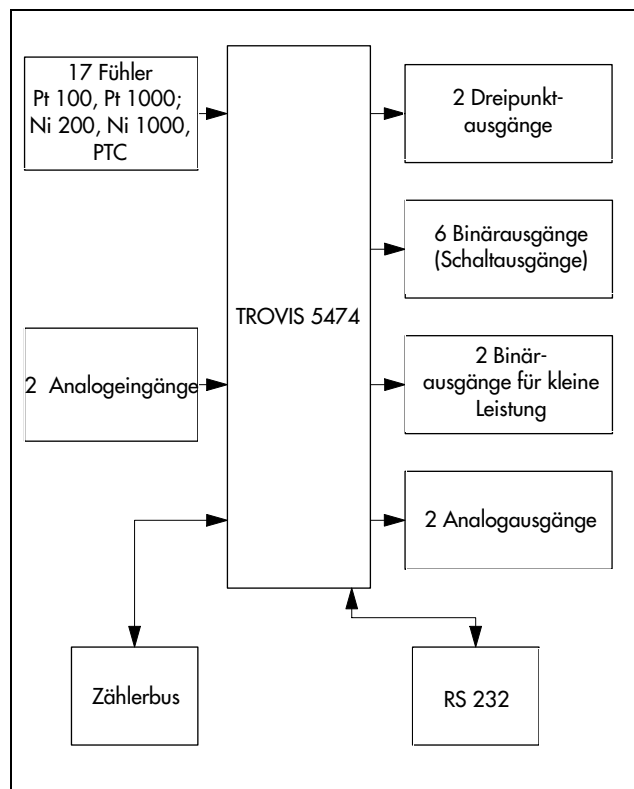 17 Fühler
Pt 100, Pt 1000;
Ni 200, Ni 1000,
PTC
2 Analogeingänge
TROVIS 5474
2 Dreipunkt-
ausgänge
6 Binärausgänge
(Schaltausgänge)
2 Binär-
ausgänge für kleine
Leistung
2 Analogausgänge
Zählerbus
RS 232